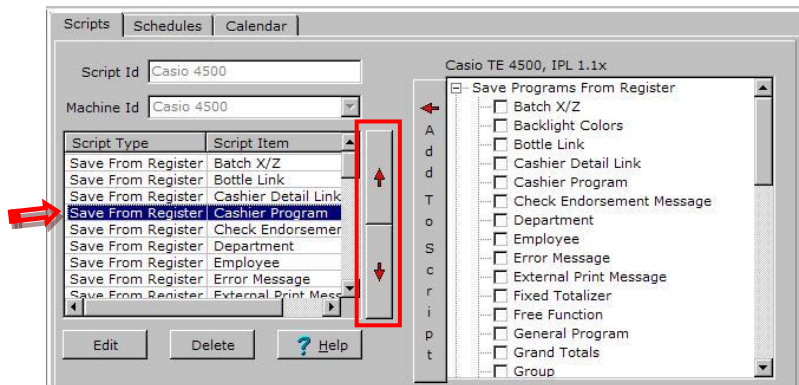 Scripts Schedules Calendar
Script Id Casio 4500
Machine Id Casio 4500
Script Type Script Item
Save From Register Batch X/Z
Save From Register Bottle Link
Save From Register Cashier Detail Link
Save From Register Cashier Program
Save From Register Check Endorsemer
Save From Register Department
Save From Register Employee
Save From Register Error Message
Save From Register External Print Mess
Edit Delete ? Help
Add To Script
Casio TE 4500, IPL 1.1x
Save Programs From Register
Batch X/Z
Backlight Colors
Bottle Link
Cashier Detail Link
Cashier Program
Check Endorsement Message
Department
Employee
Error Message
External Print Message
Fixed Totalizer
Free Function
General Program
Grand Totals
Group